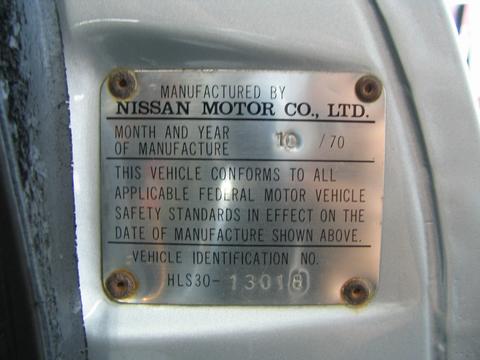 MANUFACTURED BY
NISSAN MOTOR CO., LTD.
MONTH AND YEAR
OF MANUFACTURE 10 /70
THIS VEHICLE CONFORMS TO ALL
APPLICABLE FEDERAL MOTOR VEHICLE
SAFETY STANDARDS IN EFFECT ON THE
DATE OF MANUFACTURE SHOWN ABOVE.
VEHICLE IDENTIFICATION NO.
HLS30-13018